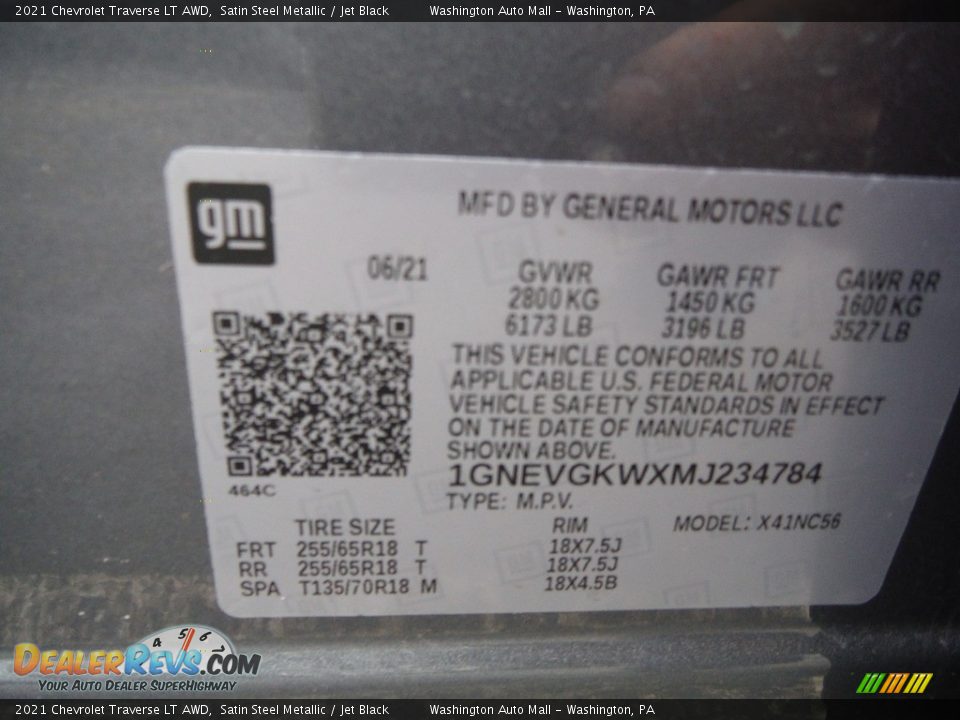 2021 Chevrolet Traverse LT AWD, Satin Steel Metallic / Jet Black Washington Auto Mall - Washington, PA
gm
MFD BY GENERAL MOTORS LLC
06/21 GVWR GAWR FRT GAWR RR
2800 KG 1450 KG 1600 KG
6173 LB 3196 LB 3527 LB
THIS VEHICLE CONFORMS TO ALL
APPLICABLE U.S. FEDERAL MOTOR
VEHICLE SAFETY STANDARDS IN EFFECT
ON THE DATE OF MANUFACTURE
SHOWN ABOVE.
1GNEVGKWXMJ234784
464C
TYPE: M.P.V.
TIRE SIZE RIM MODEL: X41NC56
FRT 255/65R18 T 18X7.5J
RR 255/65R18 T 18X7.5J
SPA T135/70R18 M 18X4.5B
4 5 6 7
DEALERREVS.COM
YOUR AUTO DEALER SUPERHIGHWAY
2021 Chevrolet Traverse LT AWD, Satin Steel Metallic / Jet Black Washington Auto Mall - Washington, PA